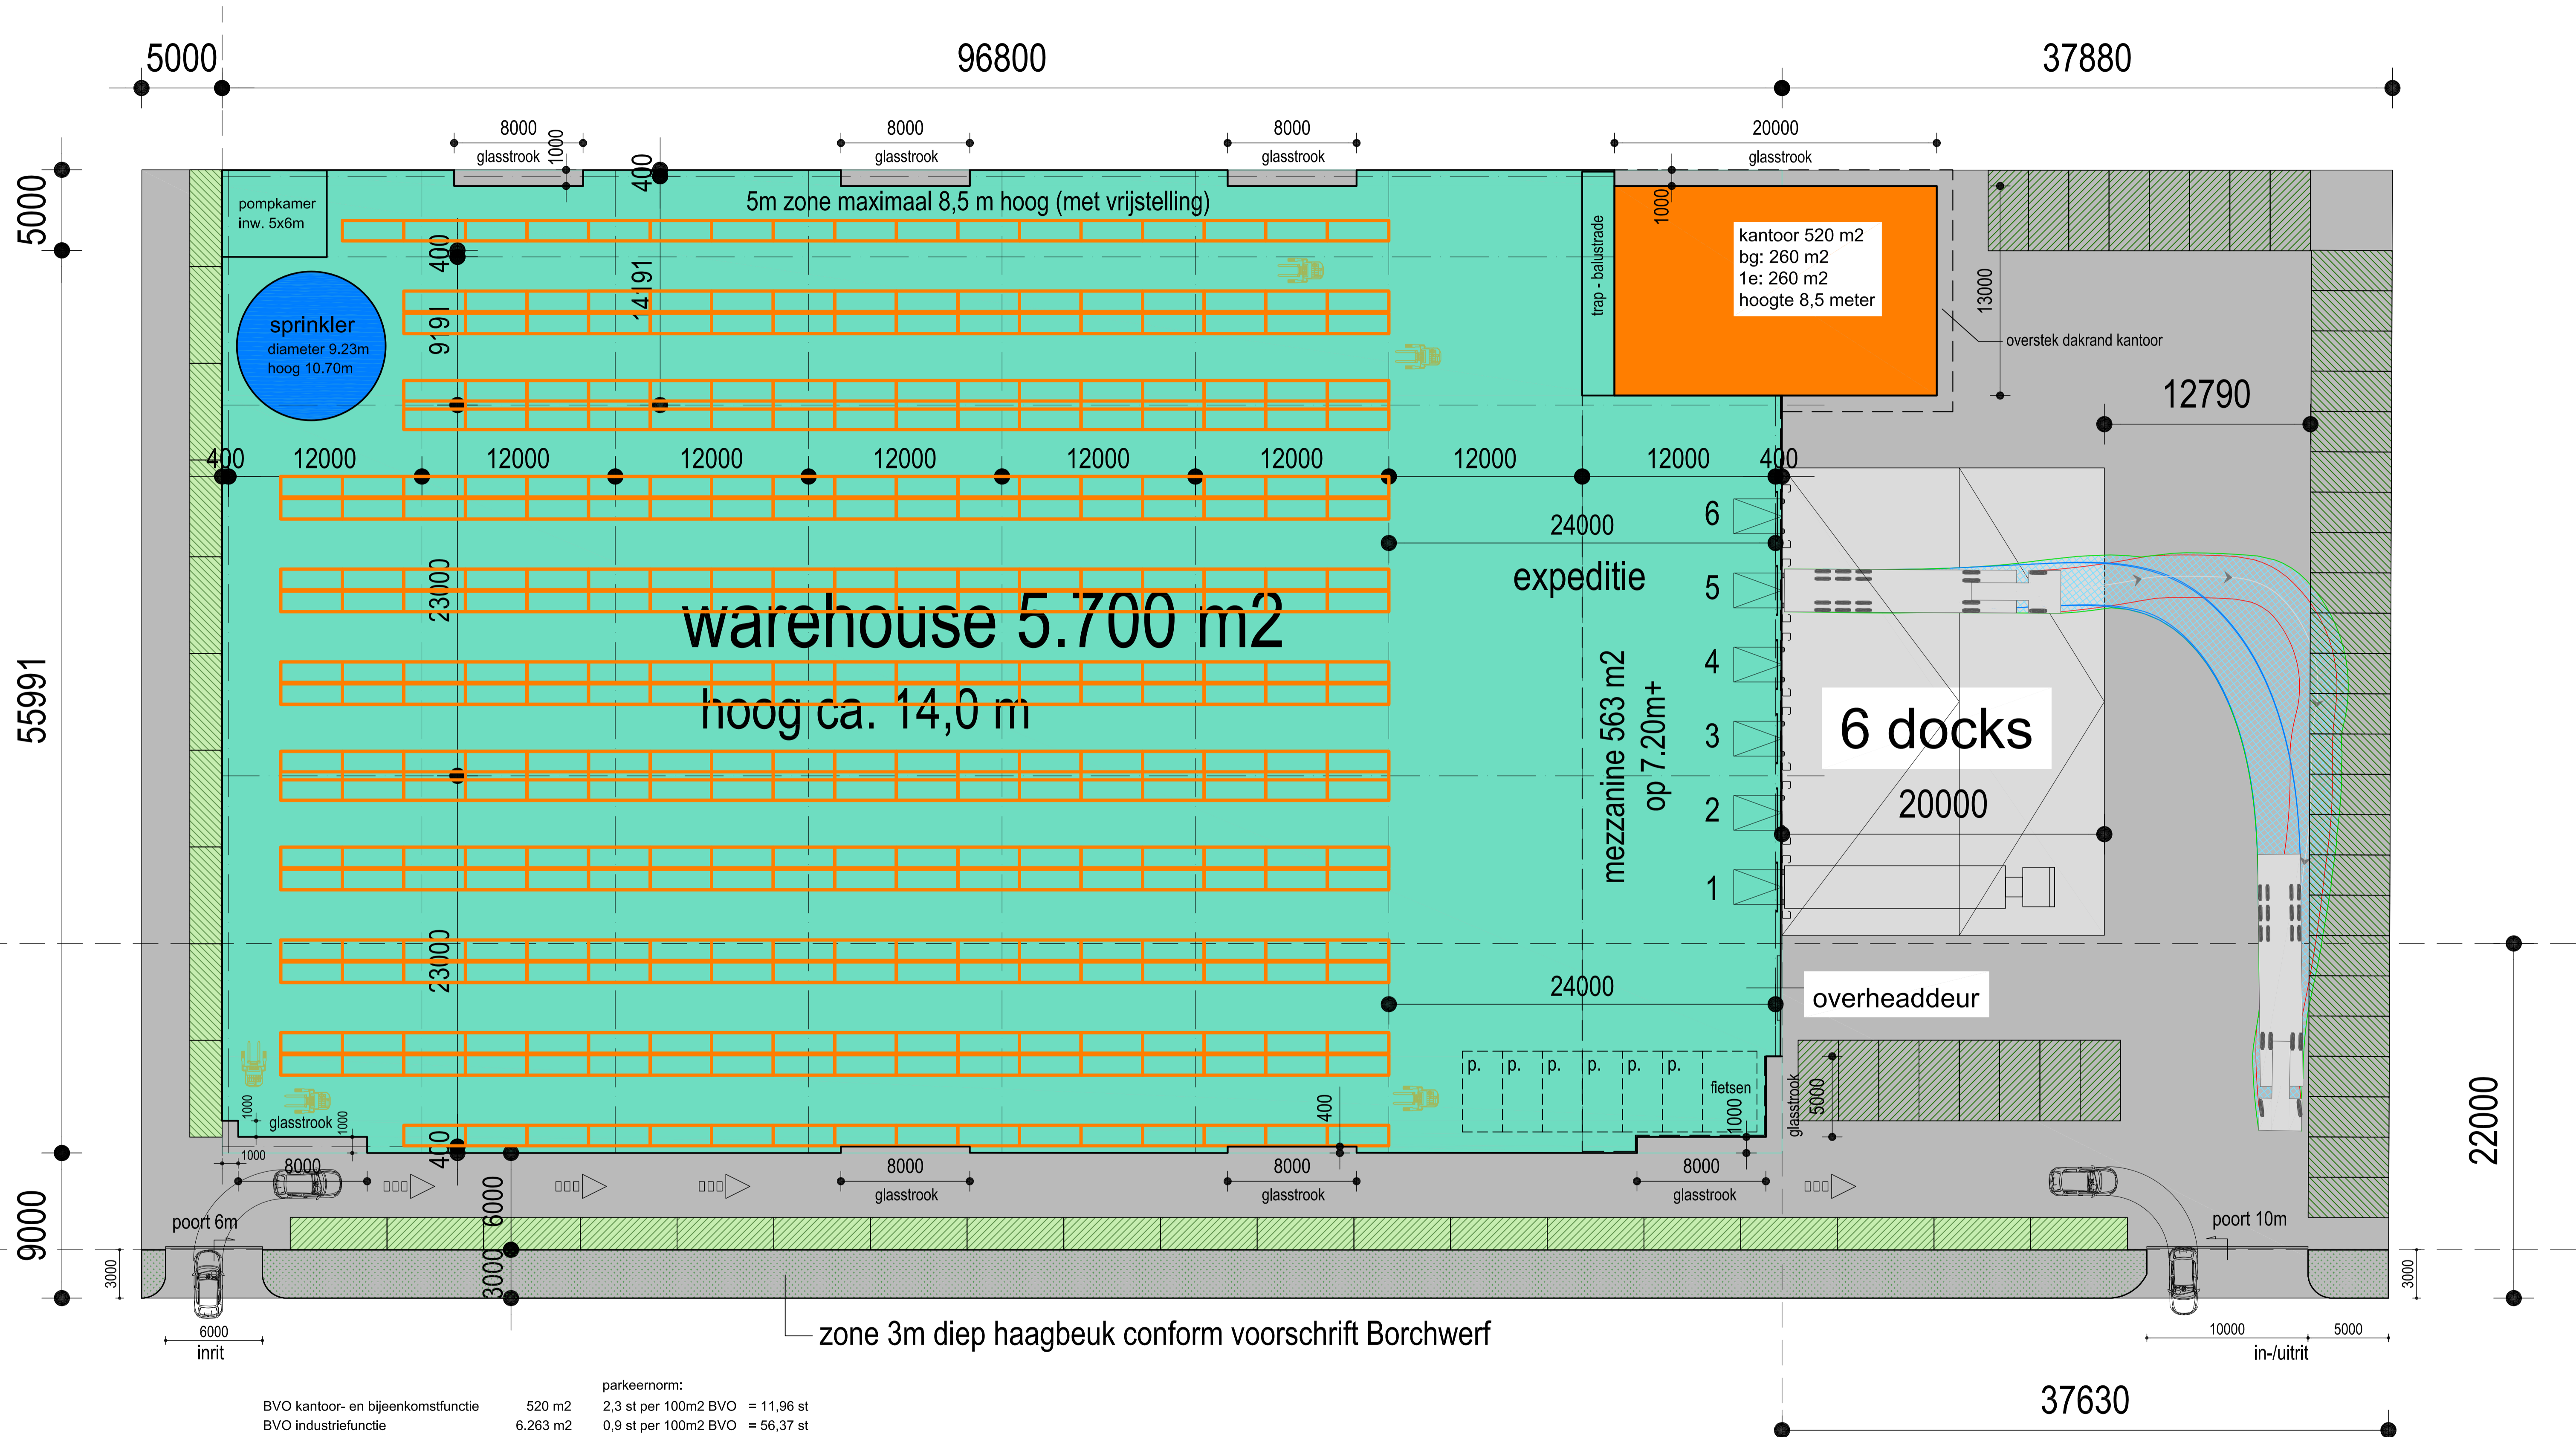 5000
96800
37880
8000
glasstrook
1000
400
8000
glasstrook
8000
glasstrook
20000
glasstrook
5000
pompkamer
inw. 5x6m
5m zone maximaal 8,5 m hoog (met vrijstelling)
1000
trap - balustrade
kantoor 520 m2
bg: 260 m2
1e: 260 m2
hoogte 8,5 meter
13000
overstek dakrand kantoor
400
14191
9191
sprinkler
diameter 9.23m
hoog 10.70m
12790
400
12000
12000
12000
12000
12000
12000
12000
12000
400
6
24000
expeditie
5
23000
warehouse 5.700 m2
hoog ca. 14,0 m
55991
4
mezzanine 563 m2
op 7.20m+
3
6 docks
20000
2
1
23000
24000
overheaddeur
p.
p.
p.
p.
p.
p.
fietsen
1000
glasstrook
5000
22000
1000
glasstrook
1000
400
400
1000
8000
8000
glasstrook
8000
glasstrook
8000
glasstrook
9000
6000
poort 6m
poort 10m
3000
3000
3000
6000
inrit
zone 3m diep haagbeuk conform voorschrift Borchwerf
10000
5000
in-/uitrit
37630
parkeernorm:
BVO kantoor- en bijeenkomstfunctie 520 m2 2,3 st per 100m2 BVO = 11,96 st
BVO industriefunctie 6.263 m2 0,9 st per 100m2 BVO = 56,37 st